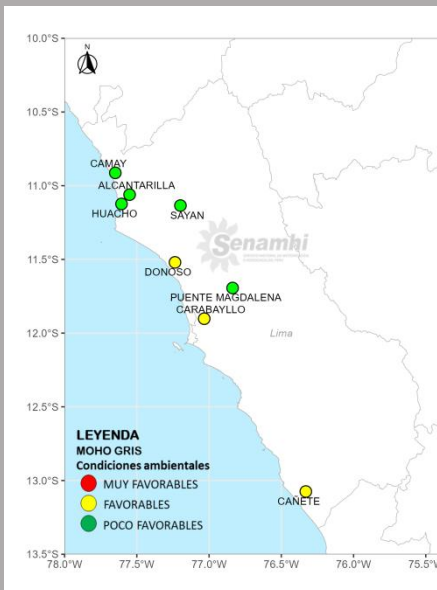 10.0°S
N
10.5°S
CAMAY
11.0°S
ALCANTARILLA
HUACHO
SAYAN
Senamhi
11.5°S
DONOSO
PUENTE MAGDALENA
CARABAYLLO
12.0°S
Lima
12.5°S
LEYENDA
MOHO GRIS
Condiciones ambientales
MUY FAVORABLES
13.0°S
FAVORABLES
CAÑETE
POCO FAVORABLES
13.5°S
78.0°W 77.5°W 77.0°W 76.5°W 76.0°W 75.5°W